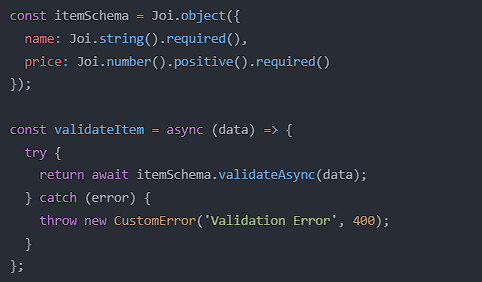 const itemSchema = Joi.object({
  name: Joi.string().required(),
  price: Joi.number().positive().required()
});

const validateItem = async (data) => {
  try {
    return await itemSchema.validateAsync(data);
  } catch (error) {
    throw new CustomError('Validation Error', 400);
  }
};